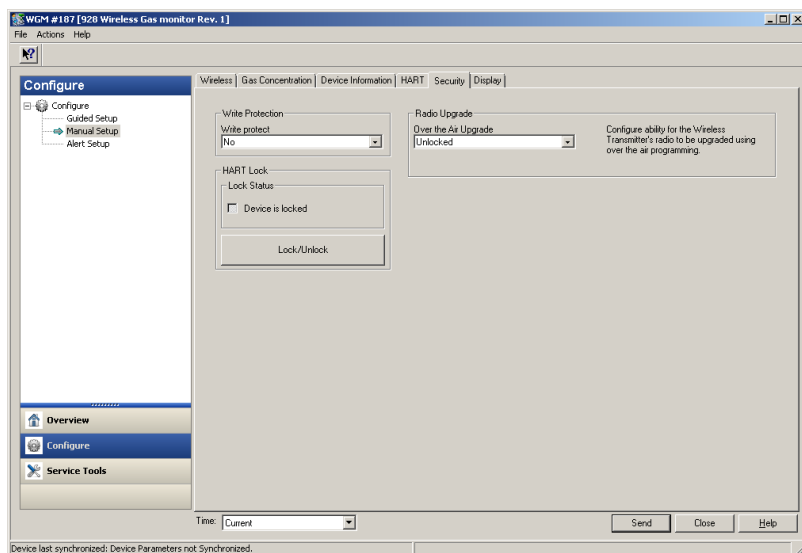 WGM #187 [928 Wireless Gas monitor Rev. 1]
File Actions Help
Configure
Configure
Guided Setup
Manual Setup
Alert Setup
Overview
Configure
Service Tools
Wireless Gas Concentration Device Information HART Security Display
Write Protection
Write protect
No
HART Lock
Lock Status
Device is locked
Lock/Unlock
Radio Upgrade
Over the Air Upgrade
Unlocked
Configure ability for the Wireless
Transmitter's radio to be upgraded using
over the air programming.
Time: Current
Send Close Help
Device last synchronized: Device Parameters not Synchronized.